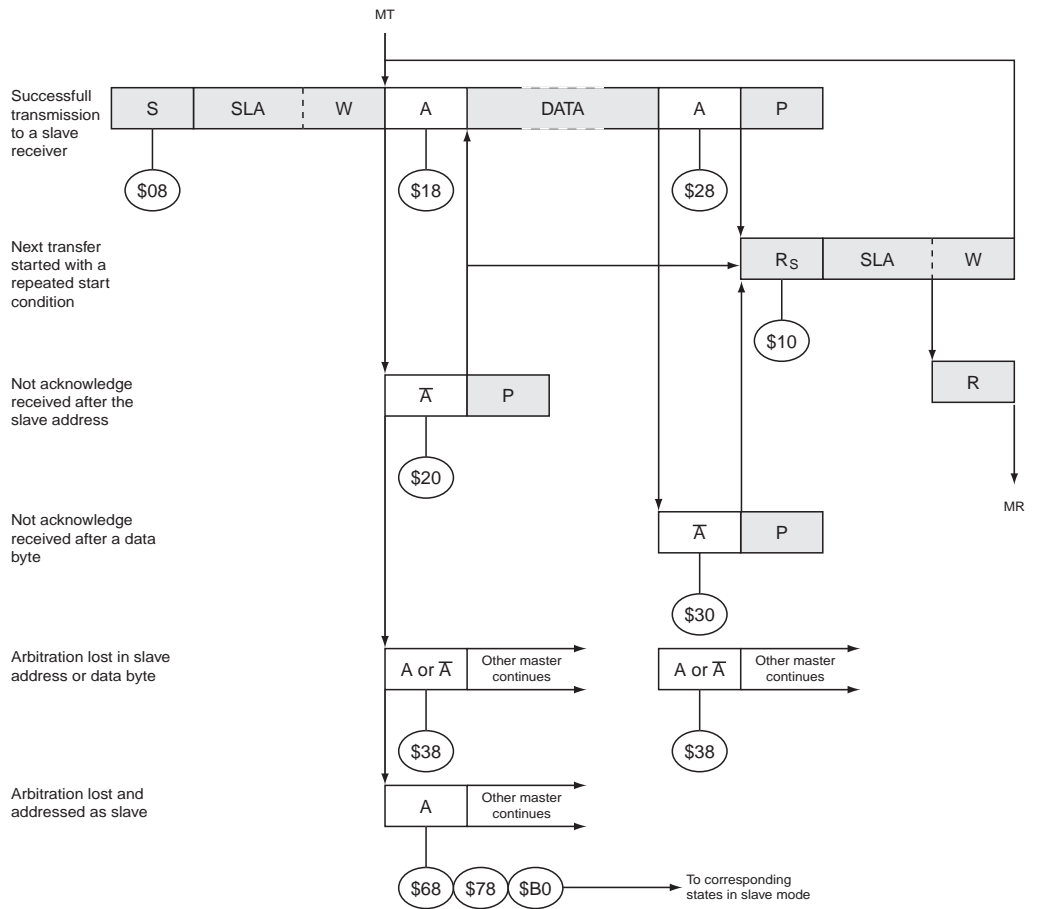 MT
Successfull
transmission
to a slave
receiver
S
SLA
W
A
DATA
A
P
$08
$18
$28
Next transfer
started with a
repeated start
condition
RS
SLA
W
$10
Not acknowledge
received after the
slave address
A̅
P
R
$20
MR
Not acknowledge
received after a data
byte
A̅
P
$30
Arbitration lost in slave
address or data byte
A or A̅
Other master
continues
A or A̅
Other master
continues
$38
$38
Arbitration lost and
addressed as slave
A
Other master
continues
$68
$78
$B0
To corresponding
states in slave mode